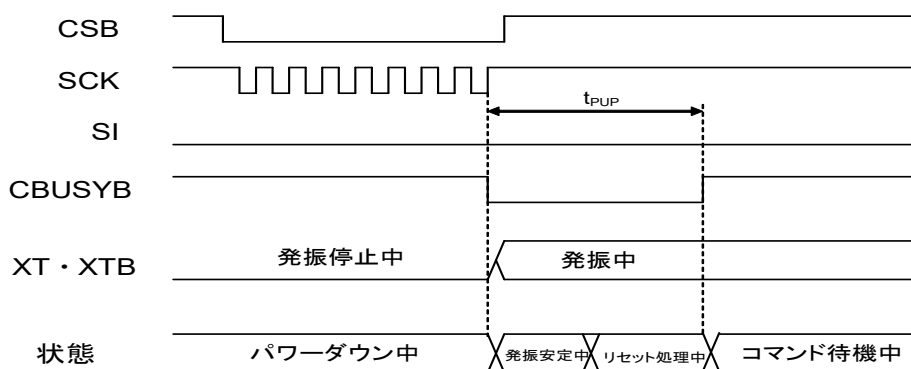 CSB
SCK
tPUP
SI
CBUSYB
XT・XTB 発振停止中 発振中
状態 パワーダウン中 発振安定中 リセット処理中 コマンド待機中